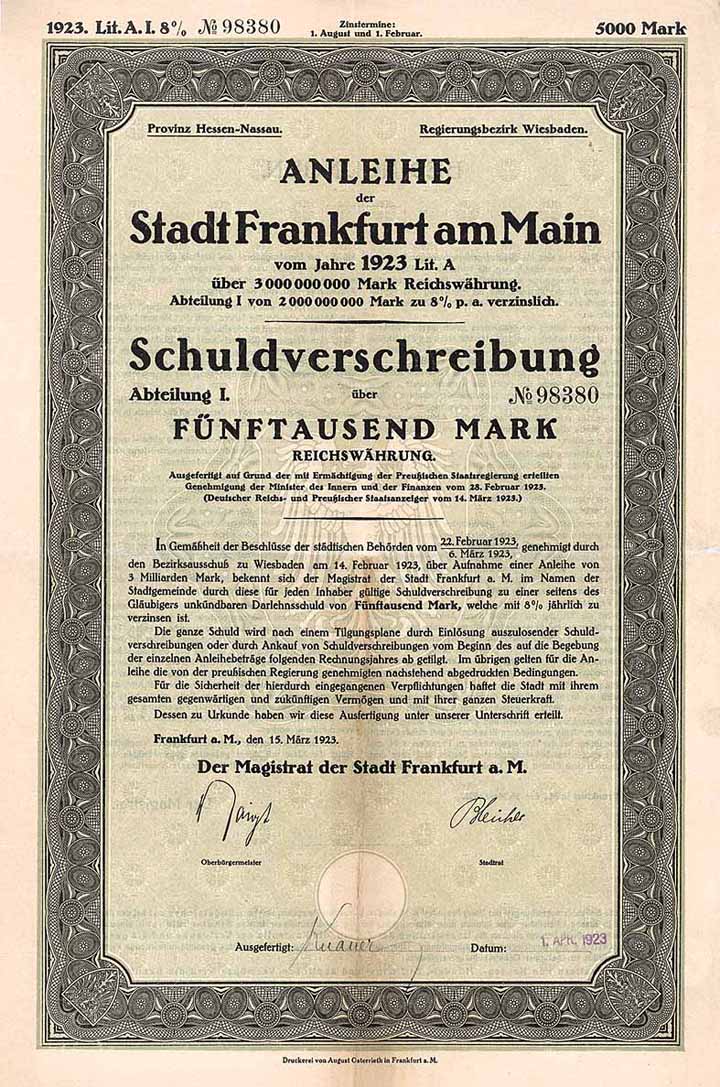 1923. Lit. A. I. 8% № 98380
Zinstermine:
1. August und 1. Februar.
5000 Mark
Provinz Hessen-Nassau.
Regierungsbezirk Wiesbaden.
ANLEIHE
der
Stadt Frankfurt am Main
vom Jahre 1923 Lit. A
über 3 000 000 000 Mark Reichswährung.
Abteilung I von 2 000 000 000 Mark zu 8% p. a. verzinslich.
Schuldverschreibung
Abteilung I.
über
№ 98380
FÜNFTAUSEND MARK
REICHSWÄHRUNG.
Ausgefertigt auf Grund der mit Ermächtigung der Preußischen Staatsregierung erteilten
Genehmigung der Minister des Innern und der Finanzen vom 28. Februar 1923.
(Deutscher Reichs- und Preußischer Staatsanzeiger vom 14. März 1923.)
In Gemäßheit der Beschlüsse der städtischen Behörden vom 22. Februar 1923, 6. März 1923, genehmigt durch
den Bezirksausschuß zu Wiesbaden am 14. Februar 1923, über Aufnahme einer Anleihe von
3 Milliarden Mark, bekennt sich der Magistrat der Stadt Frankfurt a. M. im Namen der
Stadtgemeinde durch diese für jeden Inhaber gültige Schuldverschreibung zu einer seitens des
Gläubigers unkündbaren Darlehnsschuld von Fünftausend Mark, welche mit 8% jährlich zu
verzinsen ist.
Die ganze Schuld wird nach einem Tilgungsplane durch Einlösung auszulosender Schuld-
verschreibungen oder durch Ankauf von Schuldverschreibungen vom Beginn des auf die Begebung
der einzelnen Anleihebeträge folgenden Rechnungsjahres ab getilgt. Im übrigen gelten für die An-
leihe die von der preußischen Regierung genehmigten nachstehend abgedruckten Bedingungen.
Für die Sicherheit der hierdurch eingegangenen Verpflichtungen haftet die Stadt mit ihrem
gesamten gegenwärtigen und zukünftigen Vermögen und mit ihrer ganzen Steuerkraft.
Dessen zu Urkunde haben wir diese Ausfertigung unter unserer Unterschrift erteilt.
Frankfurt a. M., den 15. März 1923.
Der Magistrat der Stadt Frankfurt a. M.
Bleicher
Oberbürgermeister
Stadtrat
Ausgefertigt: Knauer
Datum: 1. APR. 1923
Druckerei von August Osterrieth in Frankfurt a. M.